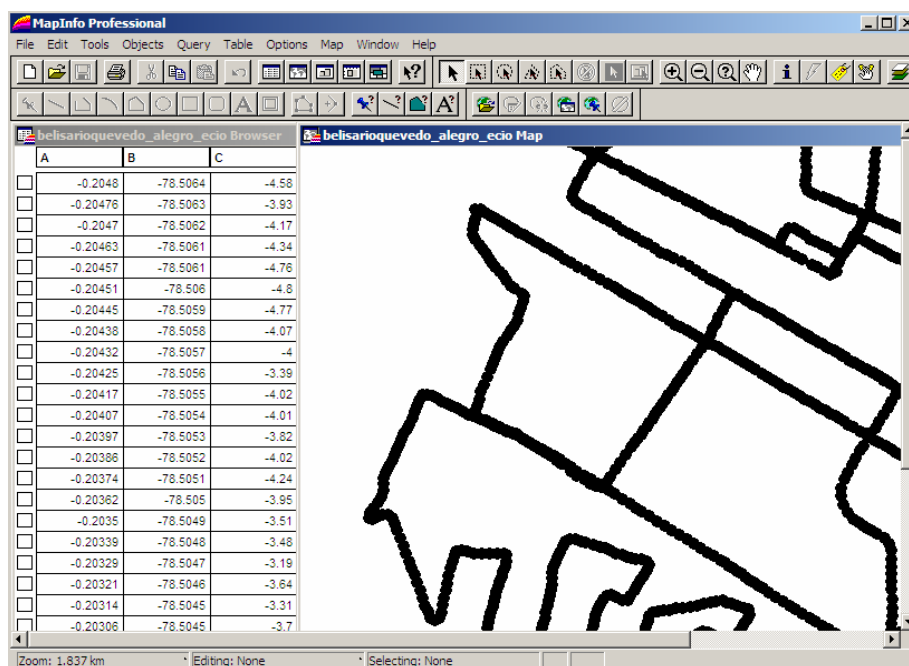 MapInfo Professional
File Edit Tools Objects Query Table Options Map Window Help
belisarioquevedo_alegro_ecio Browser
A B C
-0.2048 -78.5064 -4.58
-0.20476 -78.5063 -3.93
-0.2047 -78.5062 -4.17
-0.20463 -78.5061 -4.34
-0.20457 -78.5061 -4.76
-0.20451 -78.506 -4.8
-0.20445 -78.5059 -4.77
-0.20438 -78.5058 -4.07
-0.20432 -78.5057 -4
-0.20425 -78.5056 -3.39
-0.20417 -78.5055 -4.02
-0.20407 -78.5054 -4.01
-0.20397 -78.5053 -3.82
-0.20386 -78.5052 -4.02
-0.20374 -78.5051 -4.24
-0.20362 -78.505 -3.95
-0.2035 -78.5049 -3.51
-0.20339 -78.5048 -3.48
-0.20329 -78.5047 -3.19
-0.20321 -78.5046 -3.64
-0.20314 -78.5045 -3.31
-0.20306 -78.5045 -3.7
belisarioquevedo_alegro_ecio Map
Zoom: 1.837 km Editing: None Selecting: None